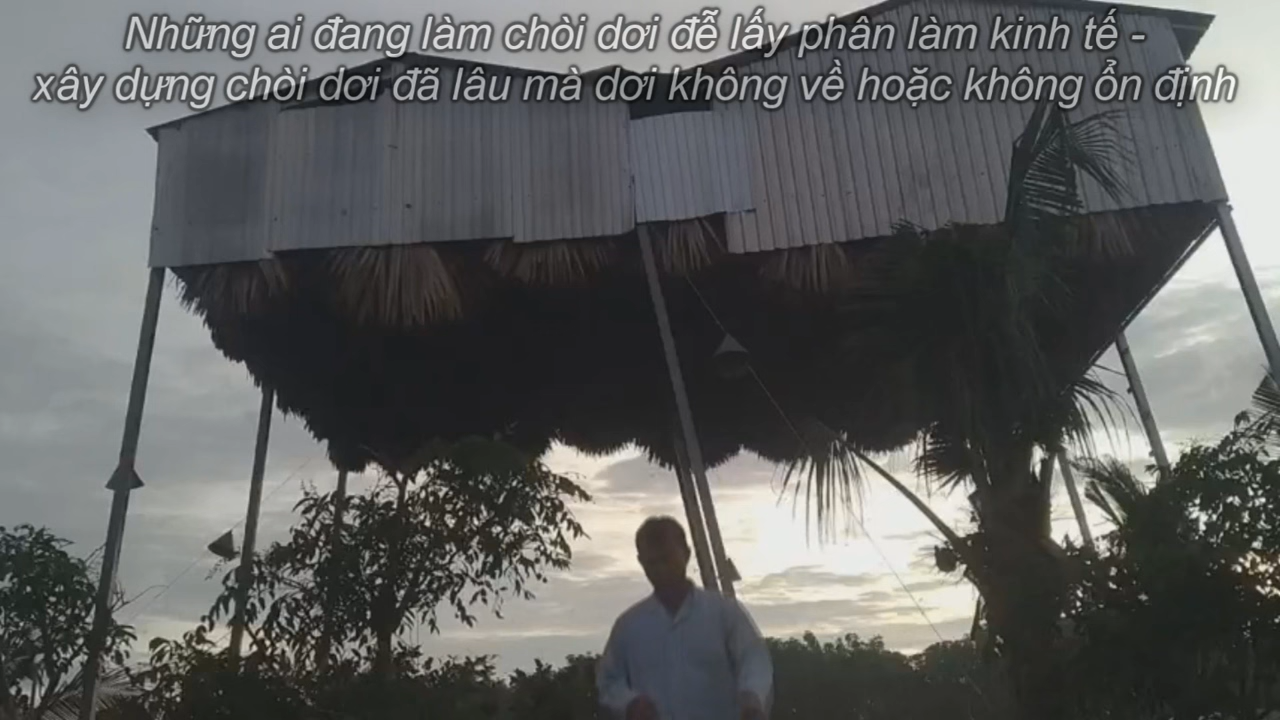 Những ai đang làm chòi dơi đễ lấy phân làm kinh tế -
xây dựng chòi dơi đã lâu mà dơi không về hoặc không ổn định